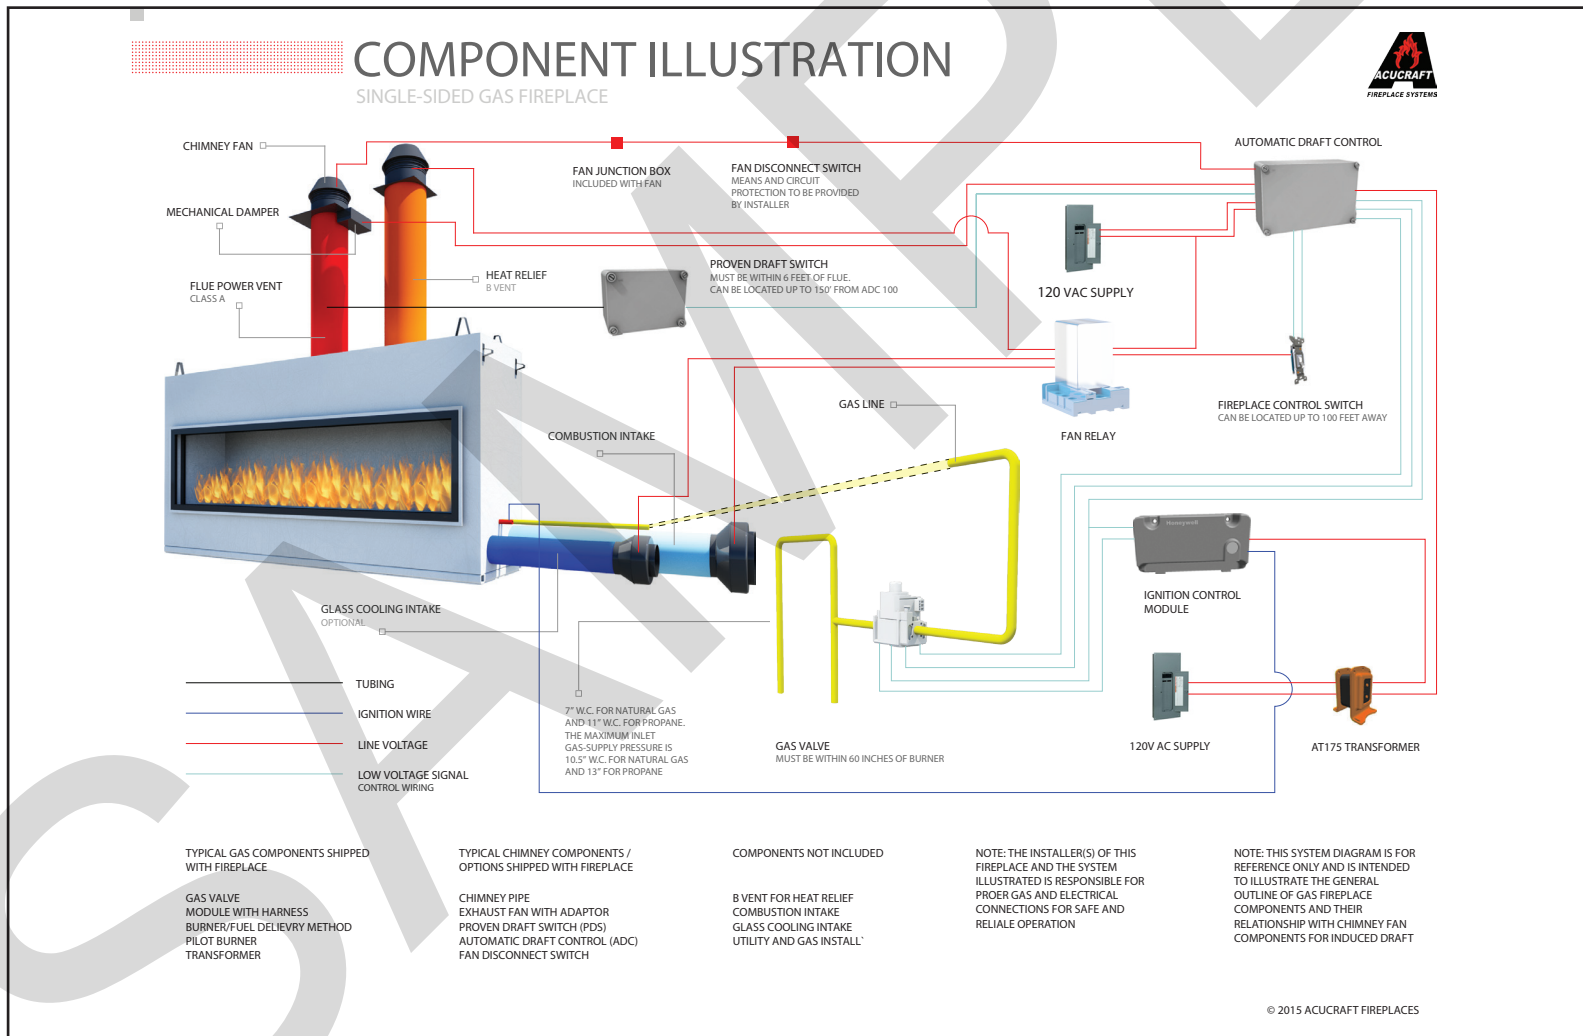 COMPONENT ILLUSTRATION
SINGLE-SIDED GAS FIREPLACE
ACUCRAFT
FIREPLACE SYSTEMS
CHIMNEY FAN
MECHANICAL DAMPER
FLUE POWER VENT
CLASS A
HEAT RELIEF
B VENT
FAN JUNCTION BOX
INCLUDED WITH FAN
FAN DISCONNECT SWITCH
MEANS AND CIRCUIT
PROTECTION TO BE PROVIDED
BY INSTALLER
AUTOMATIC DRAFT CONTROL
PROVEN DRAFT SWITCH
MUST BE WITHIN 6 FEET OF FLUE.
CAN BE LOCATED UP TO 150' FROM ADC 100
120 VAC SUPPLY
FAN RELAY
FIREPLACE CONTROL SWITCH
CAN BE LOCATED UP TO 100 FEET AWAY
GAS LINE
COMBUSTION INTAKE
GLASS COOLING INTAKE
OPTIONAL
Honeywell
IGNITION CONTROL
MODULE
TUBING
IGNITION WIRE
LINE VOLTAGE
LOW VOLTAGE SIGNAL
CONTROL WIRING
7" W.C. FOR NATURAL GAS
AND 11" W.C. FOR PROPANE.
THE MAXIMUM INLET
GAS-SUPPLY PRESSURE IS
10.5" W.C. FOR NATURAL GAS
AND 13" FOR PROPANE
GAS VALVE
MUST BE WITHIN 60 INCHES OF BURNER
120V AC SUPPLY
AT175 TRANSFORMER
TYPICAL GAS COMPONENTS SHIPPED
WITH FIREPLACE
GAS VALVE
MODULE WITH HARNESS
BURNER/FUEL DELIEVRY METHOD
PILOT BURNER
TRANSFORMER
TYPICAL CHIMNEY COMPONENTS /
OPTIONS SHIPPED WITH FIREPLACE
CHIMNEY PIPE
EXHAUST FAN WITH ADAPTOR
PROVEN DRAFT SWITCH (PDS)
AUTOMATIC DRAFT CONTROL (ADC)
FAN DISCONNECT SWITCH
COMPONENTS NOT INCLUDED
B VENT FOR HEAT RELIEF
COMBUSTION INTAKE
GLASS COOLING INTAKE
UTILITY AND GAS INSTALL`
NOTE: THE INSTALLER(S) OF THIS
FIREPLACE AND THE SYSTEM
ILLUSTRATED IS RESPONSIBLE FOR
PROER GAS AND ELECTRICAL
CONNECTIONS FOR SAFE AND
RELIALE OPERATION
NOTE: THIS SYSTEM DIAGRAM IS FOR
REFERENCE ONLY AND IS INTENDED
TO ILLUSTRATE THE GENERAL
OUTLINE OF GAS FIREPLACE
COMPONENTS AND THEIR
RELATIONSHIP WITH CHIMNEY FAN
COMPONENTS FOR INDUCED DRAFT
© 2015 ACUCRAFT FIREPLACES
SAMPLE